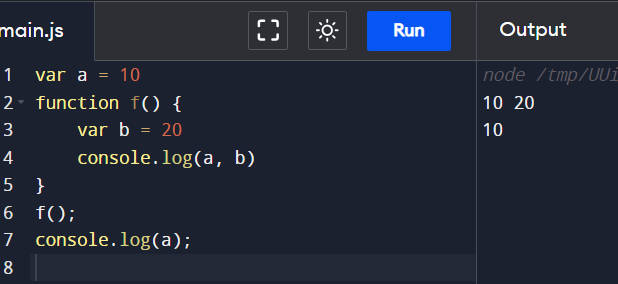 main.js
Run
Output
1 var a = 10
2 function f() {
3 var b = 20
4 console.log(a, b)
5 }
6 f();
7 console.log(a);
8
node /tmp/UUi
10 20
10